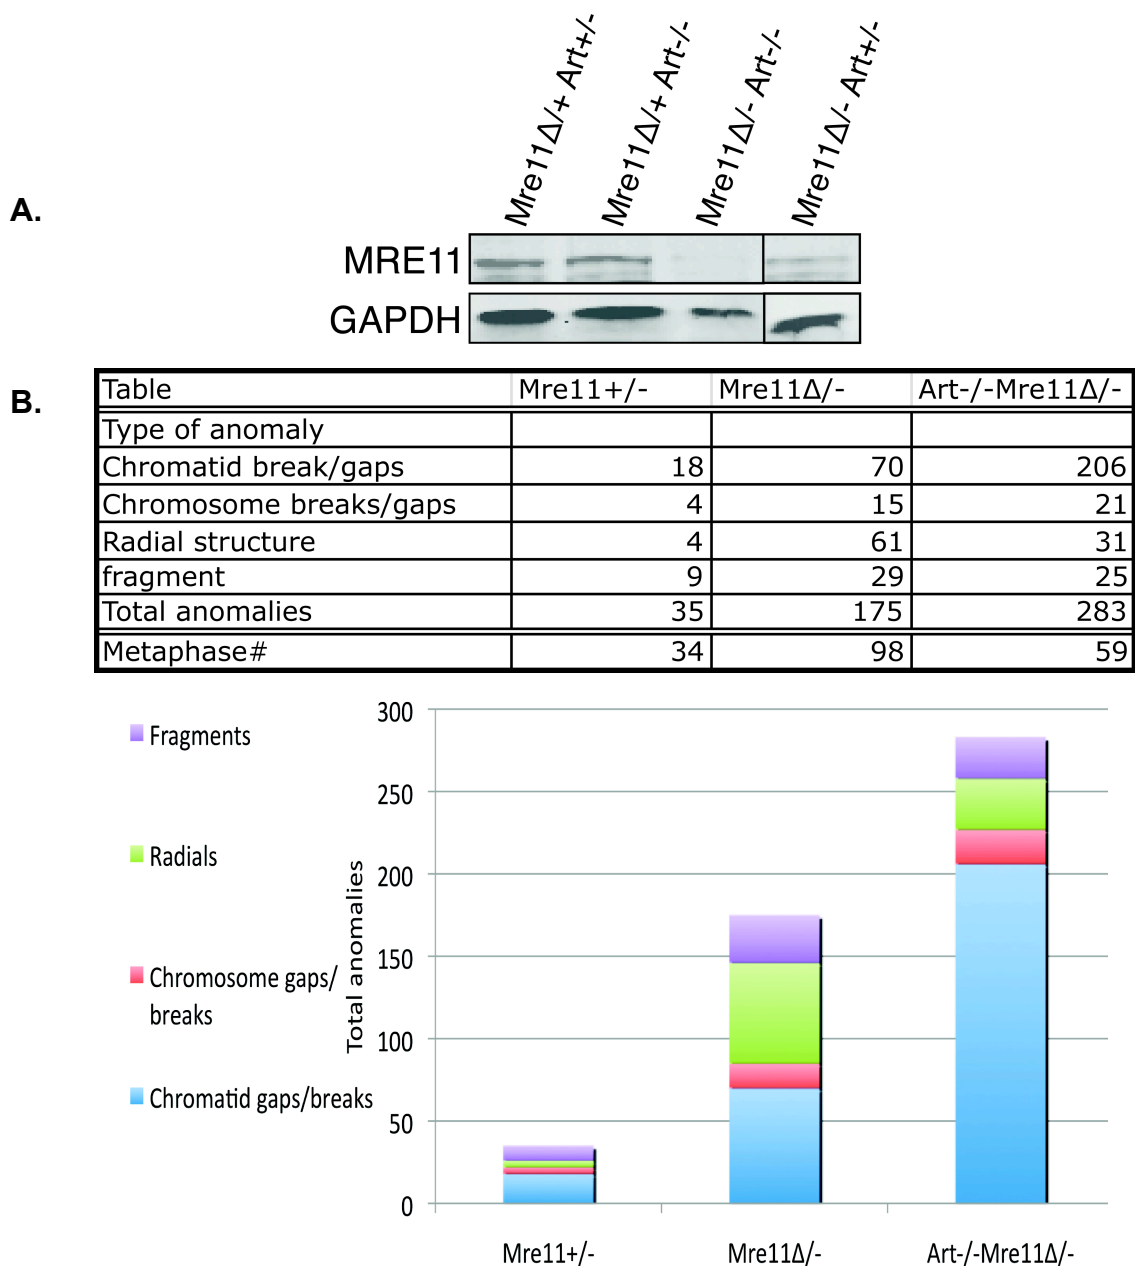 Mre11Δ/+ Art+/-
Mre11Δ/+ Art-/-
Mre11Δ/- Art-/-
Mre11Δ/- Art+/-
A.
MRE11
GAPDH
B.
Table Mre11+/- Mre11Δ/- Art-/-Mre11Δ/-
Type of anomaly
Chromatid break/gaps 18 70 206
Chromosome breaks/gaps 4 15 21
Radial structure 4 61 31
fragment 9 29 25
Total anomalies 35 175 283
Metaphase# 34 98 59
Fragments
Radials
Chromosome gaps/
breaks
Chromatid gaps/breaks
Total anomalies
300
250
200
150
100
50
0
Mre11+/- Mre11Δ/- Art-/-Mre11Δ/-